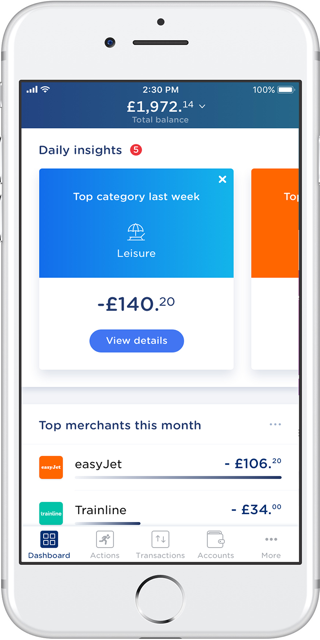 2:30 PM
100%
£1,972.14
Total balance
Daily insights 5
Top category last week
Leisure
-£140.20
View details
Top merchants this month
easyJet easyJet - £106.20
trainline Trainline - £34.00
Dashboard Actions Transactions Accounts More